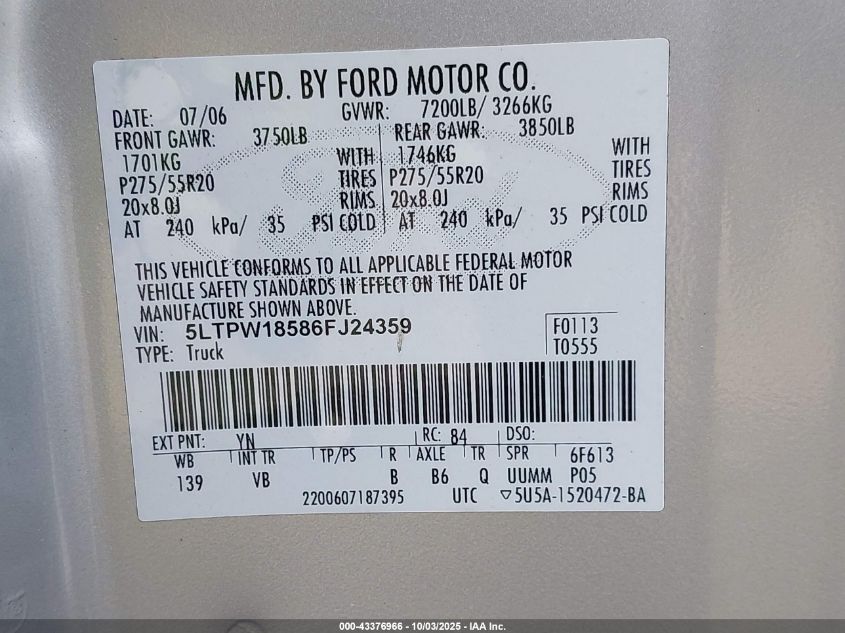 MFD. BY FORD MOTOR CO.
DATE: 07/06 GVWR: 7200LB/ 3266KG
FRONT GAWR: 3750LB REAR GAWR: 3850LB
1701KG WITH 1746KG WITH
P275/55R20 TIRES P275/55R20 TIRES
20x8.0J RIMS 20x8.0J RIMS
AT 240 kPa/ 35 PSI COLD AT 240 kPa/ 35 PSI COLD
THIS VEHICLE CONFORMS TO ALL APPLICABLE FEDERAL MOTOR
VEHICLE SAFETY STANDARDS IN EFFECT ON THE DATE OF
MANUFACTURE SHOWN ABOVE.
VIN: 5LTPW18586FJ24359 F0113
TYPE: Truck T0555
EXT PNT: YN RC: 84 DSO:
WB INT TR TP/PS R AXLE TR SPR 6F613
139 VB B B6 Q UUMM P05
2200607187395 UTC ▽5U5A-1520472-BA
000-43376966 - 10/03/2025 - IAA Inc.